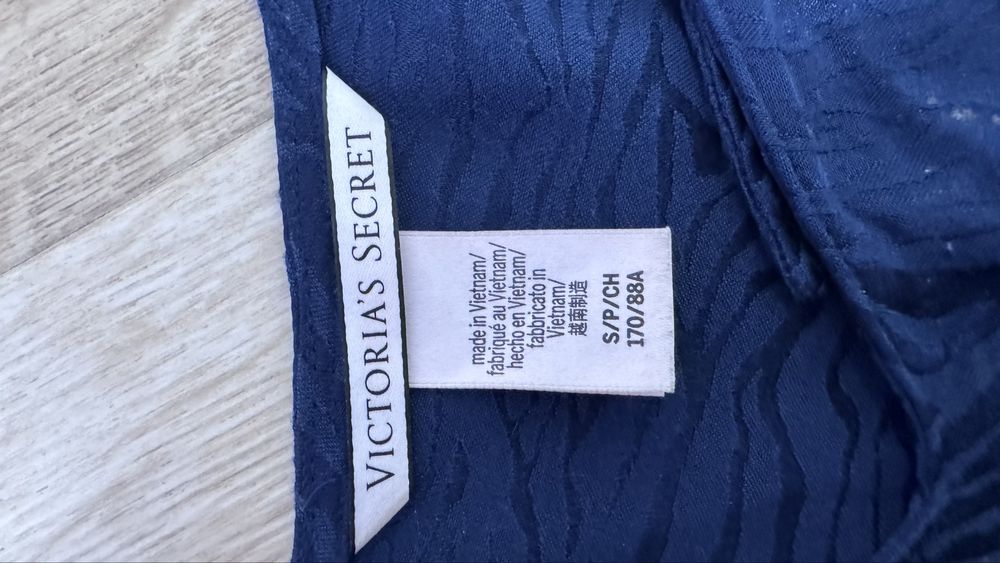 VICTORIA'S SECRET
made in Vietnam/
fabriqué au Vietnam/
hecho en Vietnam/
fabbricato in
Vietnam/
越南制造
S/P/CH
170/88A